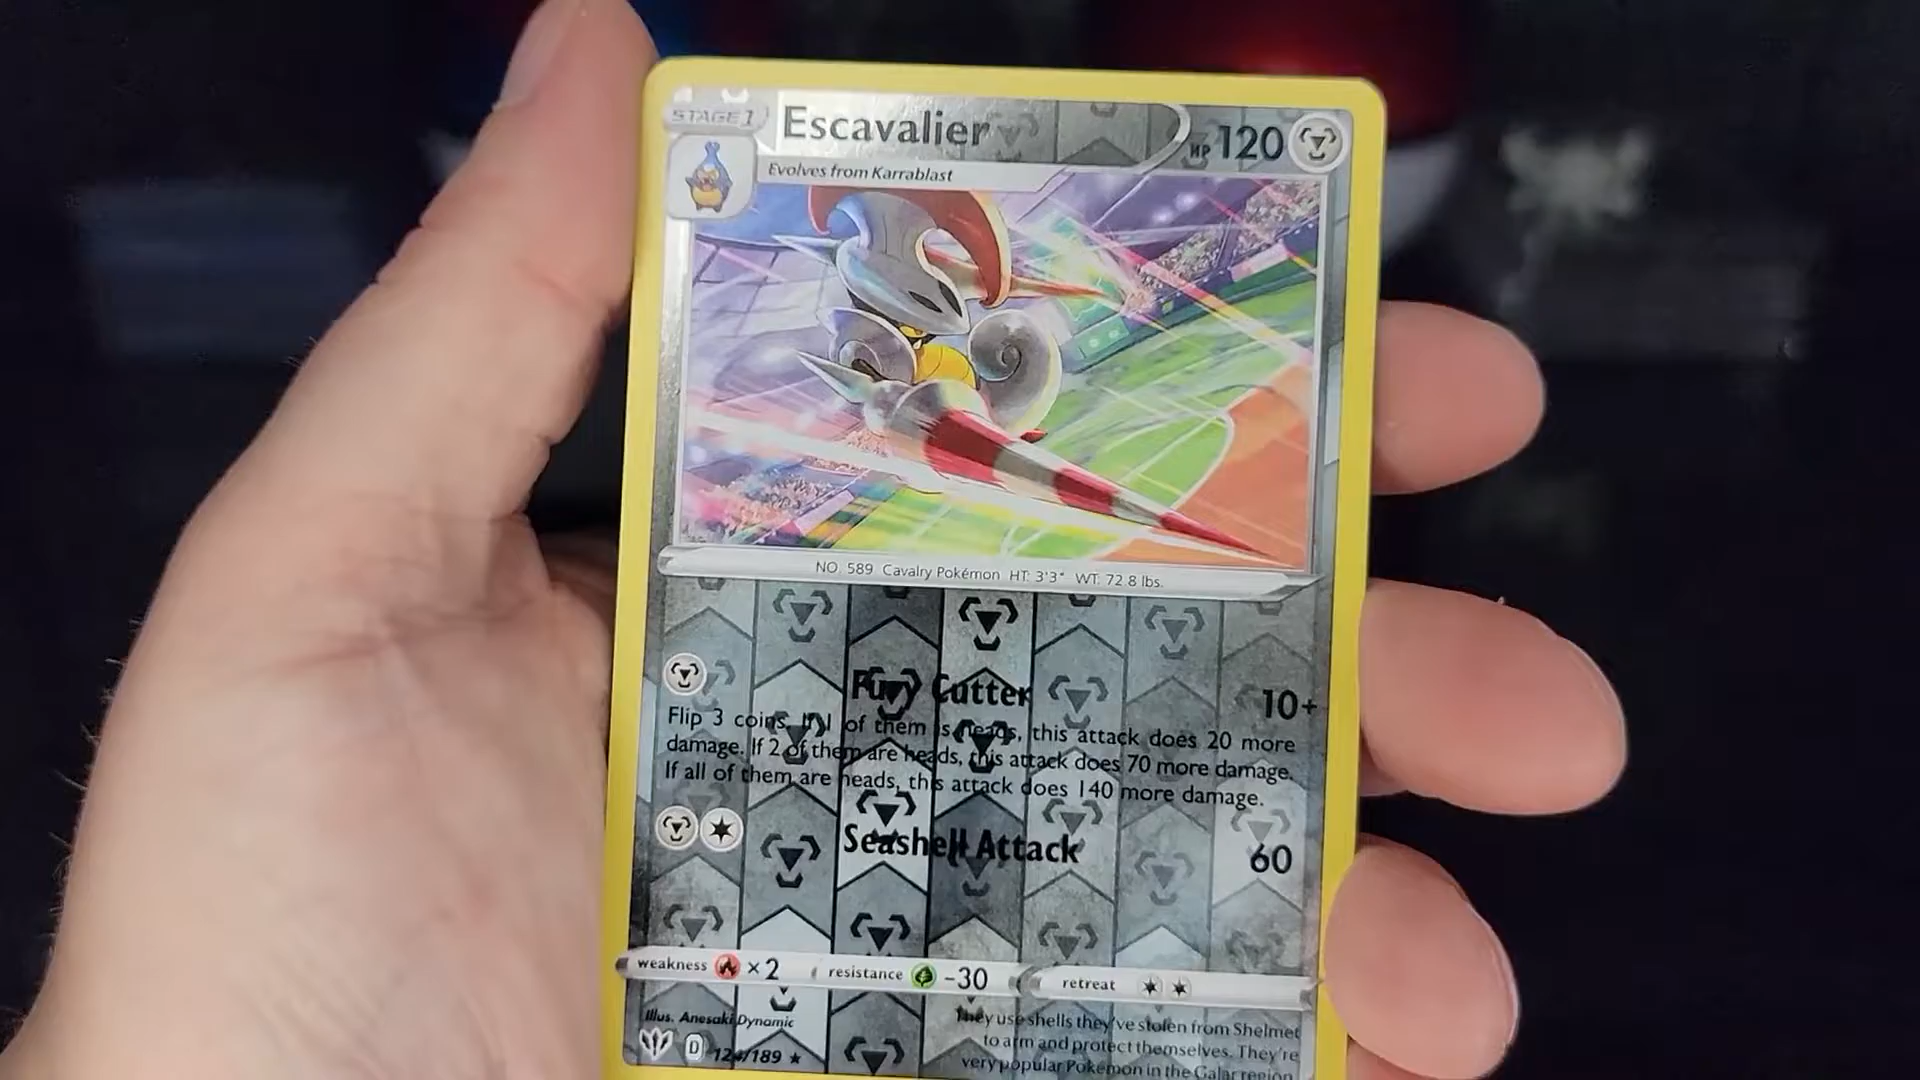 STAGE 1
Escavalier
HP 120
Evolves from Karrablast
NO. 589 Cavalry Pokémon HT: 3'3" WT: 72.8 lbs.
Fury Cutter 10+
Flip 3 coins. If 1 of them is heads, this attack does 20 more
damage. If 2 of them are heads, this attack does 70 more damage.
If all of them are heads, this attack does 140 more damage.
Seashell Attack 60
weakness ×2 resistance -30 retreat
Illus. Anesaki Dynamic
D 124/189 ★
They use shells they've stolen from Shelmet
to arm and protect themselves. They're
very popular Pokémon in the Galar region.